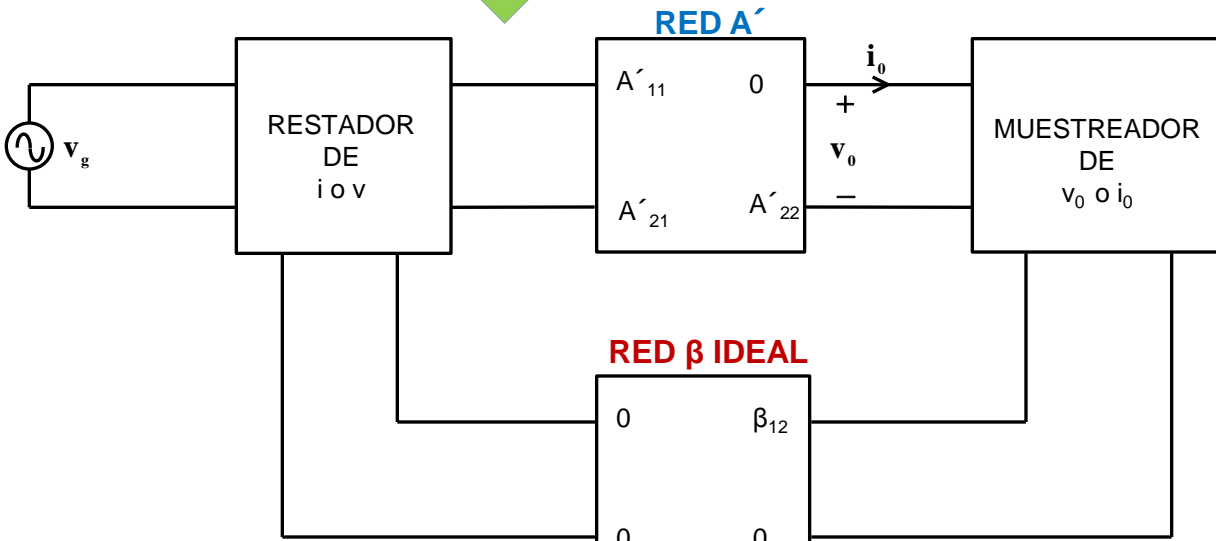 RED A´
i₀
A´₁₁ 0
+
RESTADOR
DE
i o v
MUESTREADOR
DE
v₀ o i₀
v_g
v₀
A´₂₁ A´₂₂
−
RED β IDEAL
0 β₁₂
0 0